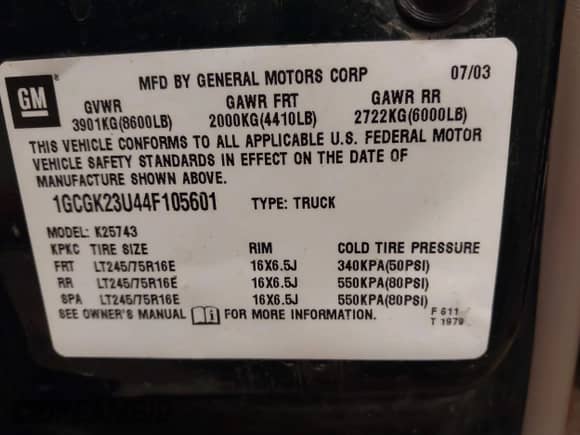 GM
MFD BY GENERAL MOTORS CORP 07/03
GVWR GAWR FRT GAWR RR
3901KG(8600LB) 2000KG(4410LB) 2722KG(6000LB)
THIS VEHICLE CONFORMS TO ALL APPLICABLE U.S. FEDERAL MOTOR
VEHICLE SAFETY STANDARDS IN EFFECT ON THE DATE OF
MANUFACTURE SHOWN ABOVE.
1GCGK23U44F105601 TYPE: TRUCK
MODEL: K25743
KPKC TIRE SIZE RIM COLD TIRE PRESSURE
FRT LT245/75R16E 16X6.5J 340KPA(50PSI)
RR LT245/75R16E 16X6.5J 550KPA(80PSI)
SPA LT245/75R16E 16X6.5J 550KPA(80PSI)
SEE OWNER'S MANUAL FOR MORE INFORMATION. F 611
T 1979